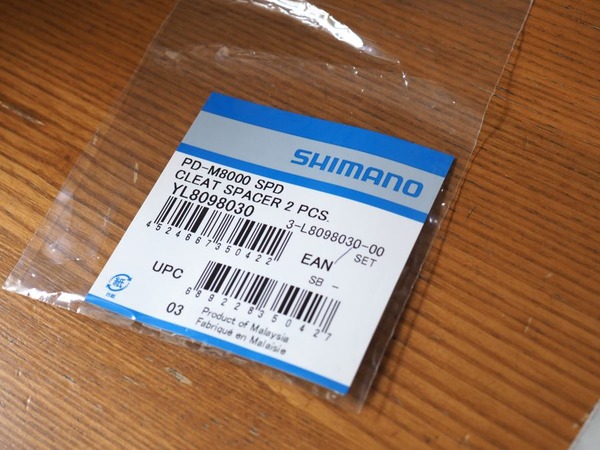 SHIMANO
PD-M8000 SPD
CLEAT SPACER 2 PCS.
YL8098030
3-L8098030-00
4524667350422
EAN / SET
SB -
UPC
689228350427
03
Product of Malaysia
Fabriqué en Malaisie
紙